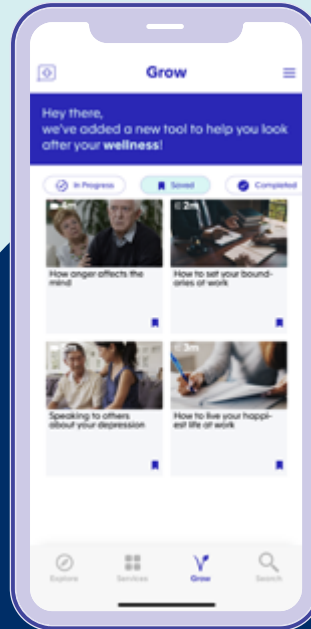 Grow
Hey there,
we've added a new tool to help you look
after your wellness!
In Progress
Saved
Completed
4m
2m
How anger affects the
mind
How to set your bound-
aries at work
3m
Speaking to others
about your depression
How to live your happi-
est life at work
Explore
Services
Grow
Search